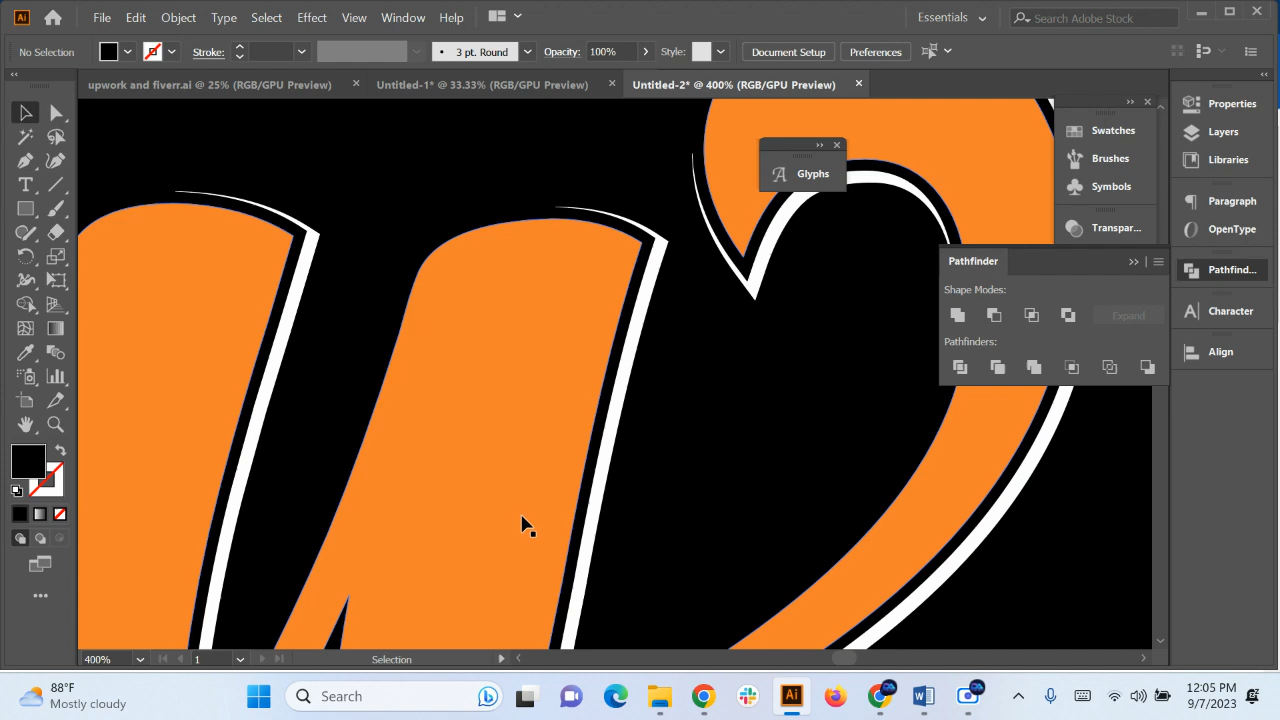 Ai File Edit Object Type Select Effect View Window Help Essentials Search Adobe Stock
No Selection Stroke: 3 pt. Round Opacity: 100% Style: Document Setup Preferences
upwork and fiverr.ai @ 25% (RGB/GPU Preview) Untitled-1* @ 33.33% (RGB/GPU Preview) Untitled-2* @ 400% (RGB/GPU Preview)
Properties
Swatches
Layers
Brushes
Libraries
Glyphs
Symbols
Paragraph
Transpar...
OpenType
Pathfinder
Pathfind...
Shape Modes:
Expand
Character
Pathfinders:
Align
400% 1 Selection
88°F
Mostly cloudy
Search
Ai
12:05 PM
9/7/2023